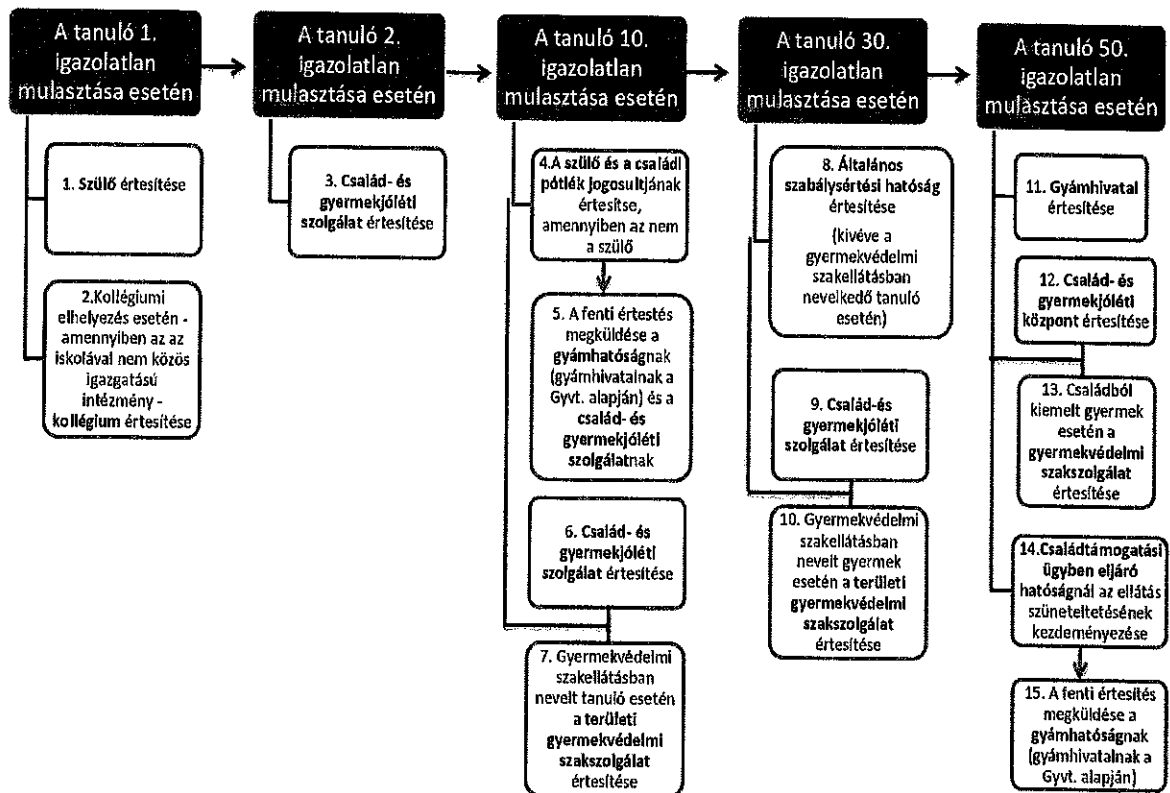 A tanuló 1.
igazolatlan
mulasztása esetén
1. Szülő értesítése
2.Kollégiumi
elhelyezés esetén -
amennyiben az az
iskolával nem közös
igazgatású
intézmény -
kollégium értesítése
A tanuló 2.
igazolatlan
mulasztása esetén
3. Család- és
gyermekjóléti
szolgálat értesítése
A tanuló 10.
igazolatlan
mulasztása esetén
4.A szülő és a családi
pótlék jogosultjának
értesítse,
amennyiben az nem
a szülő
5. A fenti értestés
megküldése a
gyámhatóságnak
(gyámhivatalnak a
Gyvt. alapján) és a
család- és
gyermekjóléti
szolgálatnak
6. Család- és
gyermekjóléti
szolgálat értesítése
7. Gyermekvédelmi
szakellátásban
nevelt tanuló esetén
a területi
gyermekvédelmi
szakszolgálat
értesítése
A tanuló 30.
igazolatlan
mulasztása esetén
8. Általános
szabálysértési hatóság
értesítése
(kivéve a
gyermekvédelmi
szakellátásban
nevelkedő tanuló
esetén)
9. Család-és
gyermekjóléti
szolgálat értesítése
10. Gyermekvédelmi
szakellátásban
nevelt gyermek
esetén a területi
gyermekvédelmi
szakszolgálat
értesítése
A tanuló 50.
igazolatlan
mulasztása esetén
11. Gyámhivatal
értesítése
12. Család-és
gyermekjóléti
központ értesítése
13. Családból
kiemelt gyermek
esetén a
gyermekvédelmi
szakszolgálat
értesítése
14.Családtámogatási
ügyben eljáró
hatóságnál az ellátás
szüneteltetésének
kezdeményezése
15. A fenti értesítés
megküldése a
gyámhatóságnak
(gyámhivatalnak a
Gyvt. alapján)